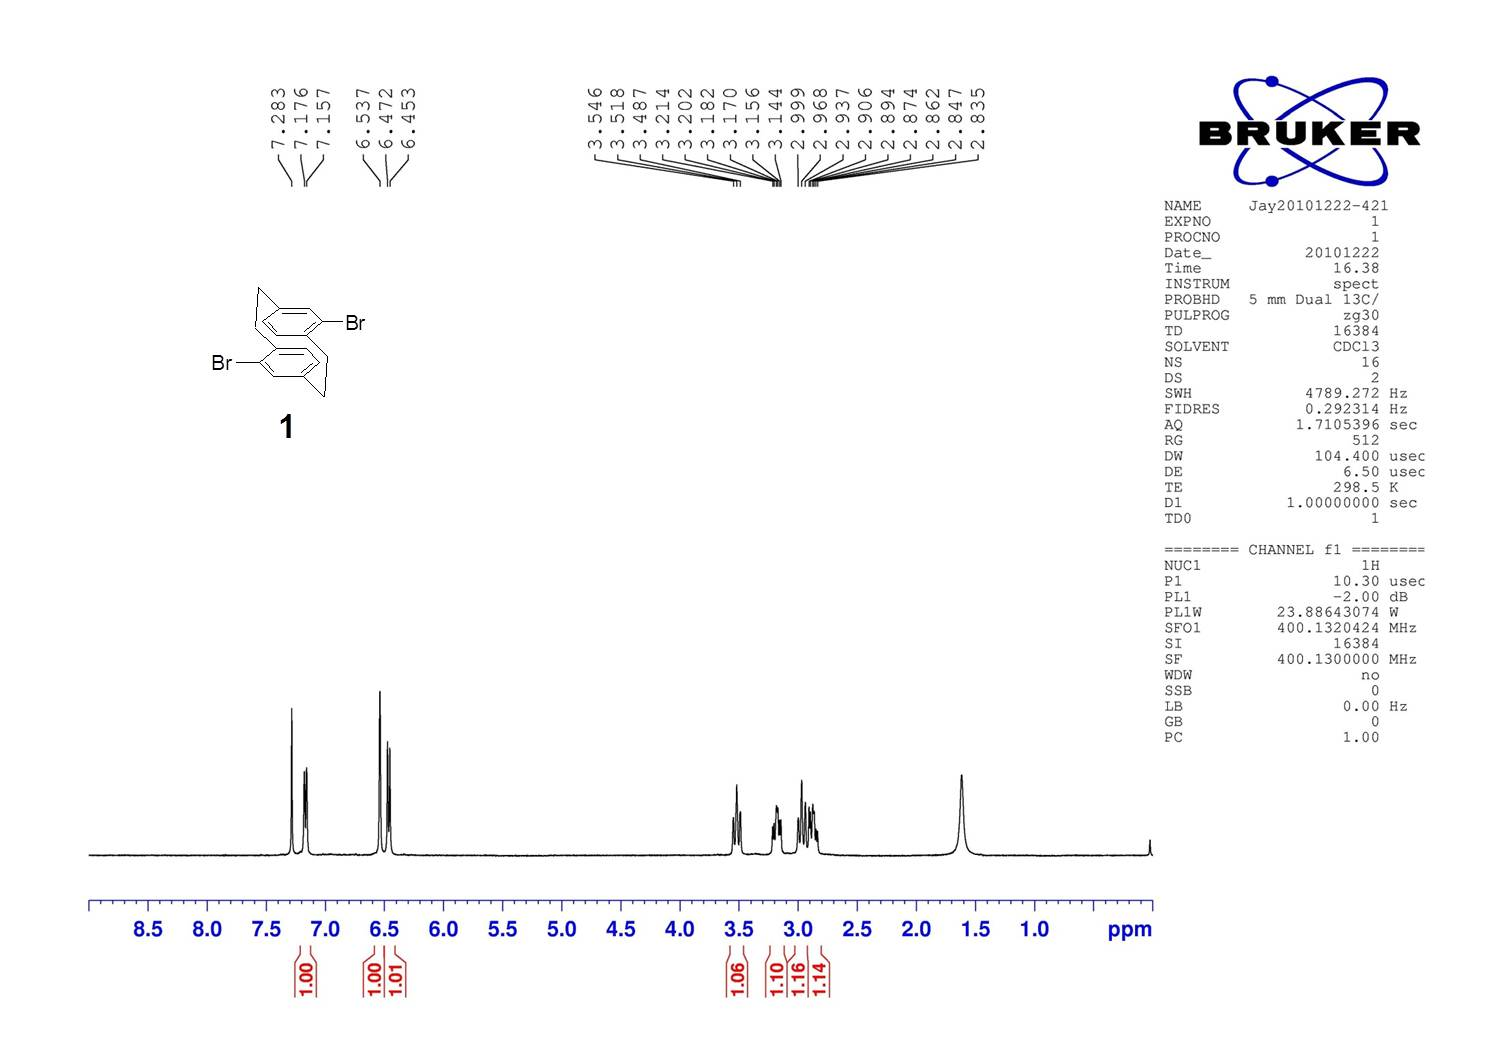 7.283
7.176
7.157
6.537
6.472
6.453
3.546
3.518
3.487
3.214
3.202
3.182
3.170
3.156
3.144
2.999
2.968
2.937
2.906
2.894
2.874
2.862
2.847
2.835
BRUKER
NAME Jay20101222-421
EXPNO 1
PROCNO 1
Date_ 20101222
Time 16.38
INSTRUM spect
PROBHD 5 mm Dual 13C/
PULPROG zg30
TD 16384
SOLVENT CDCl3
NS 16
DS 2
SWH 4789.272 Hz
FIDRES 0.292314 Hz
AQ 1.7105396 sec
RG 512
DW 104.400 usec
DE 6.50 usec
TE 298.5 K
D1 1.00000000 sec
TD0 1
======== CHANNEL f1 ========
NUC1 1H
P1 10.30 usec
PL1 -2.00 dB
PL1W 23.88643074 W
SFO1 400.1320424 MHz
SI 16384
SF 400.1300000 MHz
WDW no
SSB 0
LB 0.00 Hz
GB 0
PC 1.00
Br
Br
1
8.5 8.0 7.5 7.0 6.5 6.0 5.5 5.0 4.5 4.0 3.5 3.0 2.5 2.0 1.5 1.0 ppm
1.00
1.00
1.01
1.06
1.10
1.16
1.14